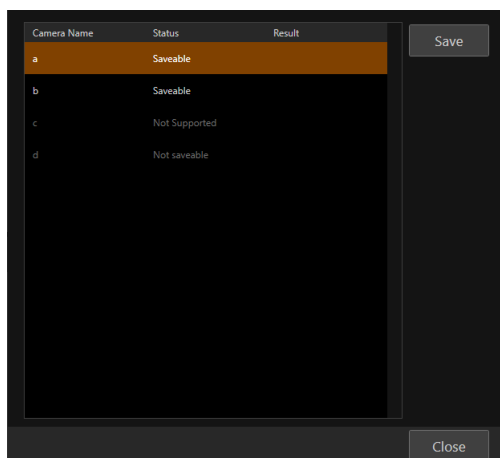 Camera Name Status Result
Save
a Saveable
b Saveable
c Not Supported
d Not saveable
Close